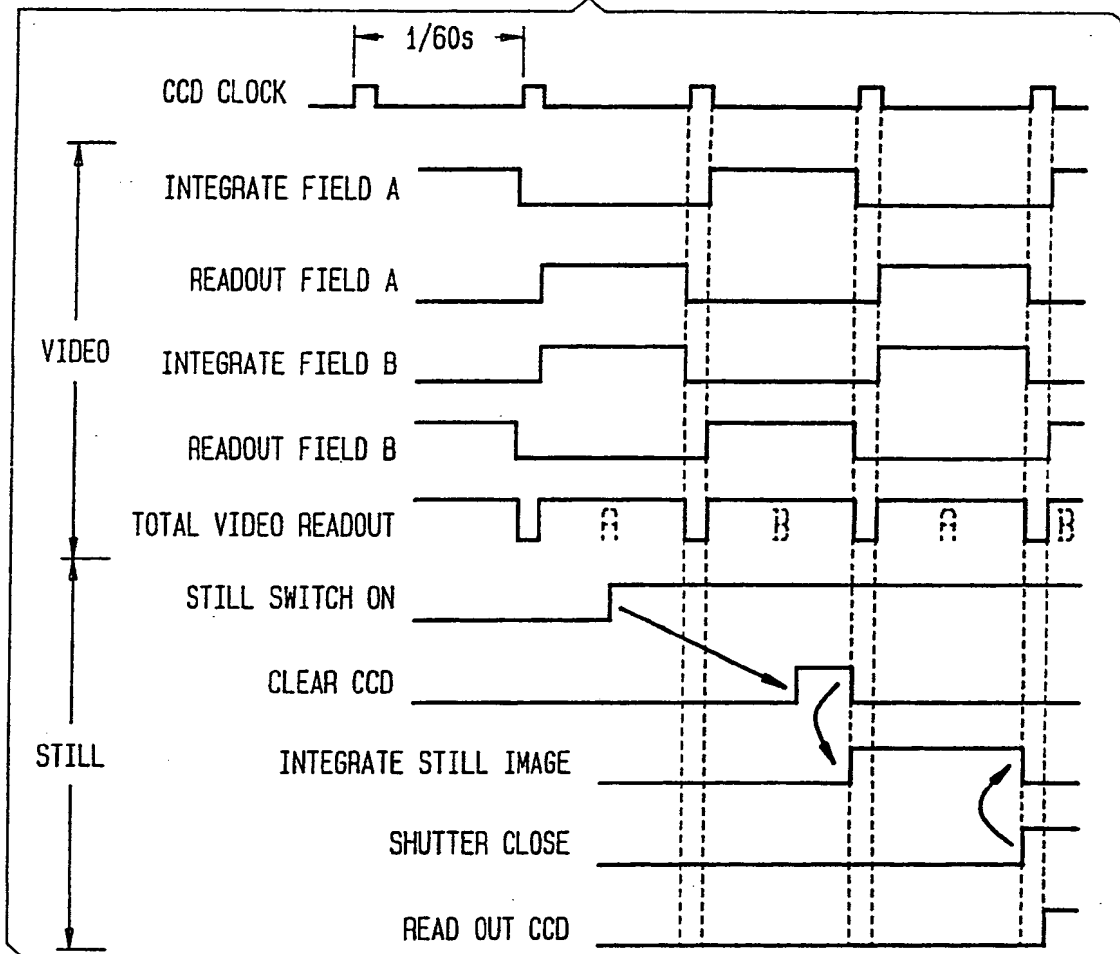 1/60s
CCD CLOCK
INTEGRATE FIELD A
READOUT FIELD A
VIDEO
INTEGRATE FIELD B
READOUT FIELD B
TOTAL VIDEO READOUT
A B A B
STILL SWITCH ON
CLEAR CCD
STILL
INTEGRATE STILL IMAGE
SHUTTER CLOSE
READ OUT CCD